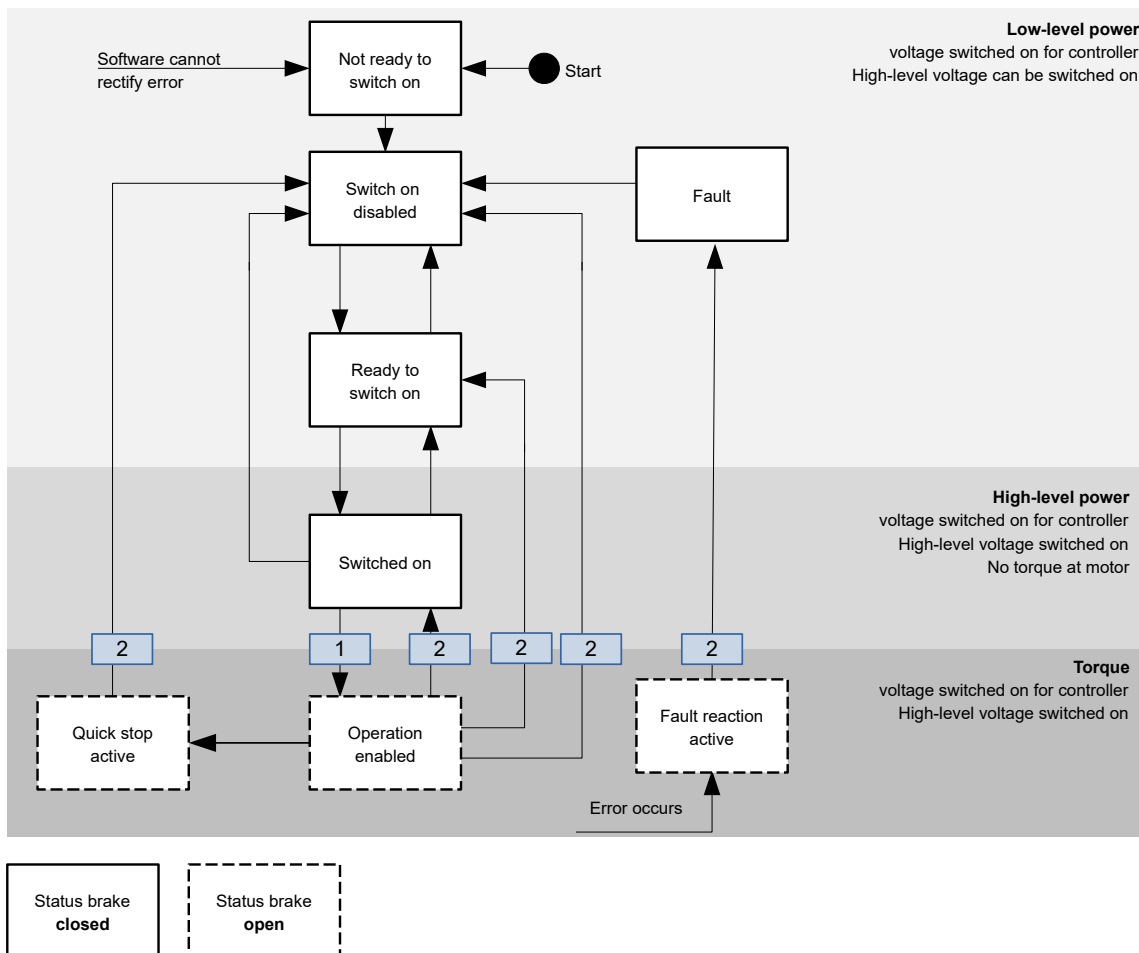 Low-level power
voltage switched on for controller
High-level voltage can be switched on
Software cannot
rectify error
Not ready to
switch on
Start
Switch on
disabled
Fault
Ready to
switch on
High-level power
voltage switched on for controller
High-level voltage switched on
No torque at motor
Switched on
2
1
2
2
2
2
Torque
voltage switched on for controller
High-level voltage switched on
Quick stop
active
Operation
enabled
Fault reaction
active
Error occurs
Status brake
closed
Status brake
open